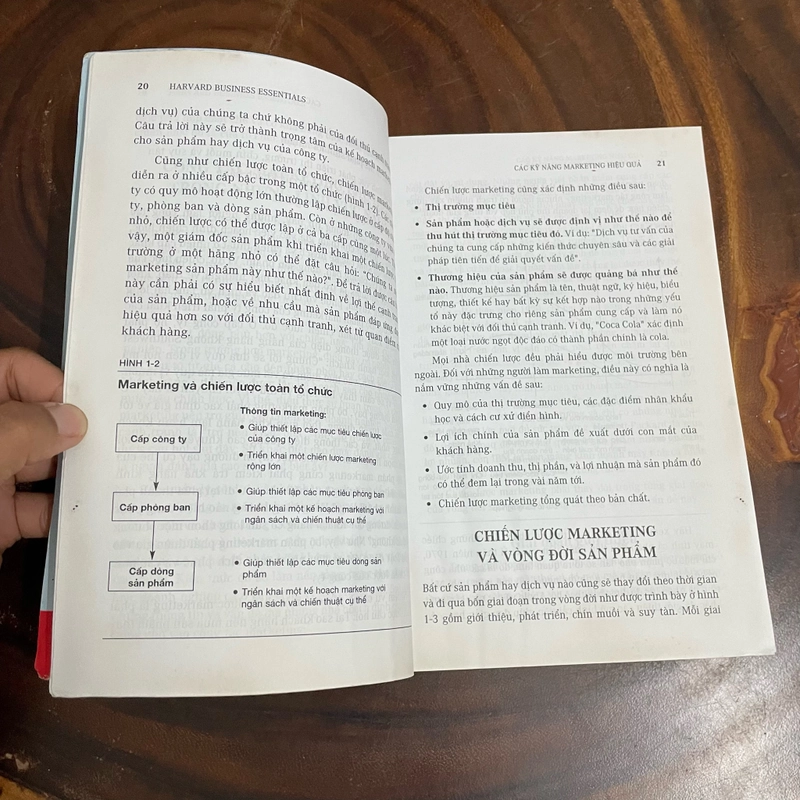 20 HARVARD BUSINESS ESSENTIALS
dịch vụ) của chúng ta chứ không phải của đối thủ cạnh
Câu trả lời này sẽ trở thành trọng tâm của kế hoạch
cho sản phẩm hay dịch vụ của công ty.
Cũng như chiến lược toàn tổ chức, chiến lược
diễn ra ở nhiều cấp bậc trong một tổ chức (hình 1-2).
ty có quy mô hoạt động lớn thường lập chiến lược ở cấp
ty, phòng ban và dòng sản phẩm. Còn ở những công ty
nhỏ, chiến lược có thể được lập ở cả ba cấp cùng một lúc.
vậy, một giám đốc sản phẩm khi triển khai một chiến lược
trường ở một hãng nhỏ có thể đặt câu hỏi: "Chúng ta
marketing sản phẩm này như thế nào?". Để trả lời được câu
này cần phải có sự hiểu biết nhất định về lợi thế cạnh
của sản phẩm, hoặc về nhu cầu mà sản phẩm đáp ứng
hiệu quả hơn so với đối thủ cạnh tranh, xét từ quan điểm
khách hàng.
HÌNH 1-2
Marketing và chiến lược toàn tổ chức
Thông tin marketing:
Cấp công ty
• Giúp thiết lập các mục tiêu chiến lược
của công ty
• Triển khai một chiến lược marketing
rộng lớn
Cấp phòng ban
• Giúp thiết lập các mục tiêu phòng ban
• Triển khai một kế hoạch marketing với
ngân sách và chiến thuật cụ thể
Cấp dòng
sản phẩm
• Giúp thiết lập các mục tiêu dòng sản
phẩm
• Triển khai một kế hoạch marketing với
ngân sách và chiến thuật cụ thể
CÁC KỸ NĂNG MARKETING HIỆU QUẢ 21
Chiến lược marketing cũng xác định những điều sau:
• Thị trường mục tiêu
• Sản phẩm hoặc dịch vụ sẽ được định vị như thế nào để
thu hút thị trường mục tiêu đó. Ví dụ: "Dịch vụ tư vấn của
chúng ta cung cấp những kiến thức chuyên sâu và các giải
pháp tiên tiến để giải quyết vấn đề".
• Thương hiệu của sản phẩm sẽ được quảng bá như thế
nào. Thương hiệu sản phẩm là tên, thuật ngữ, ký hiệu, biểu
tượng, thiết kế hay bất kỳ sự kết hợp nào trong những yếu
tố này đặc trưng cho riêng sản phẩm cung cấp và làm nó
khác biệt với đối thủ cạnh tranh. Ví dụ, "Coca Cola" xác định
một loại nước ngọt độc đáo có thành phần chính là cola.
Mọi nhà chiến lược đều phải hiểu được môi trường bên
ngoài. Đối với những người làm marketing, điều này có nghĩa là
nắm vững những vấn đề sau:
• Quy mô của thị trường mục tiêu, các đặc điểm nhân khẩu
học và cách cư xử điển hình.
• Lợi ích chính của sản phẩm đề xuất dưới con mắt của
khách hàng.
• Ước tính doanh thu, thị phần, và lợi nhuận mà sản phẩm đó
có thể đem lại trong vài năm tới.
• Chiến lược marketing tổng quát theo bản chất.
CHIẾN LƯỢC MARKETING
VÀ VÒNG ĐỜI SẢN PHẨM
Bất cứ sản phẩm hay dịch vụ nào cũng sẽ thay đổi theo thời gian
và đi qua bốn giai đoạn trong vòng đời như được trình bày ở hình
1-3 gồm giới thiệu, phát triển, chín muồi và suy tàn. Mỗi giai